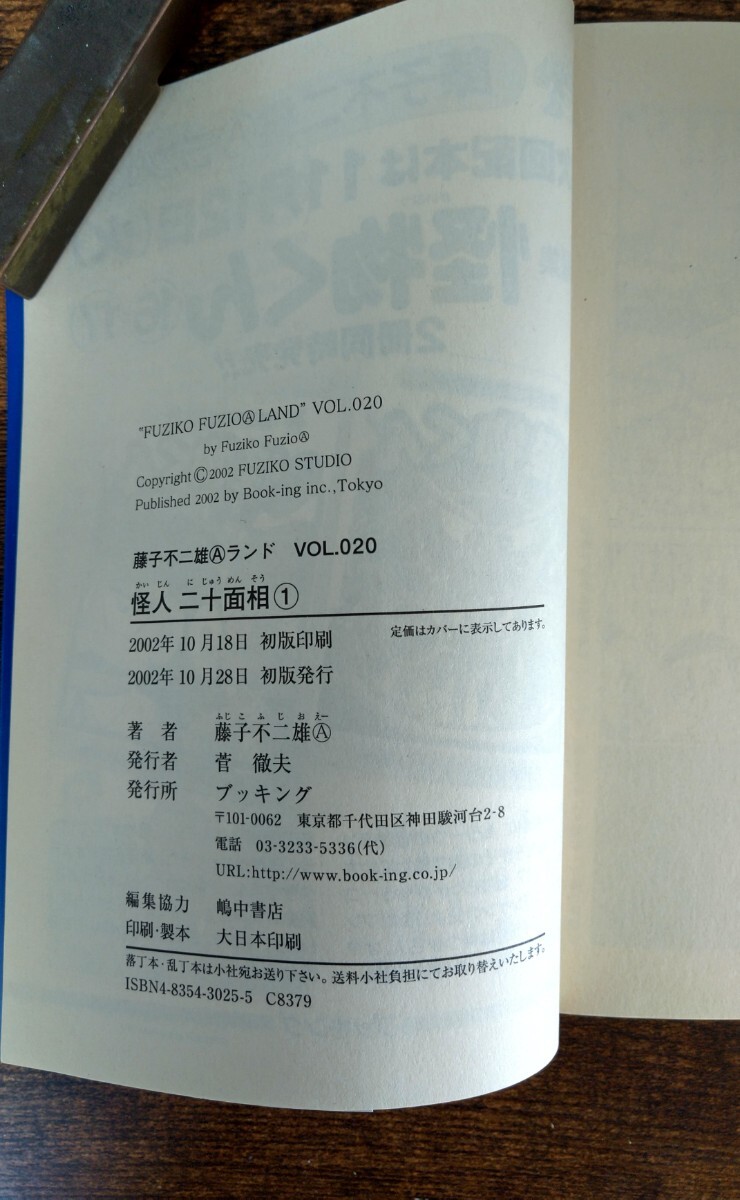 "FUZIKO FUZIOⒶ LAND" VOL.020
by Fuziko FuzioⒶ
Copyright Ⓒ2002 FUZIKO STUDIO
Published 2002 by Book-ing inc.,Tokyo
藤子不二雄Ⓐランド VOL.020
かいじん にじゅうめんそう
怪人 二十面相①
2002年10月18日 初版印刷
定価はカバーに表示してあります。
2002年10月28日 初版発行
ふじこふじおえー
著者 藤子不二雄Ⓐ
発行者 菅 徹夫
発行所 ブッキング
〒101-0062 東京都千代田区神田駿河台2-8
電話 03-3233-5336(代)
URL:http://www.book-ing.co.jp/
編集協力 嶋中書店
印刷・製本 大日本印刷
落丁本・乱丁本は小社宛お送り下さい。送料小社負担にてお取り替えいたします。
ISBN4-8354-3025-5 C8379